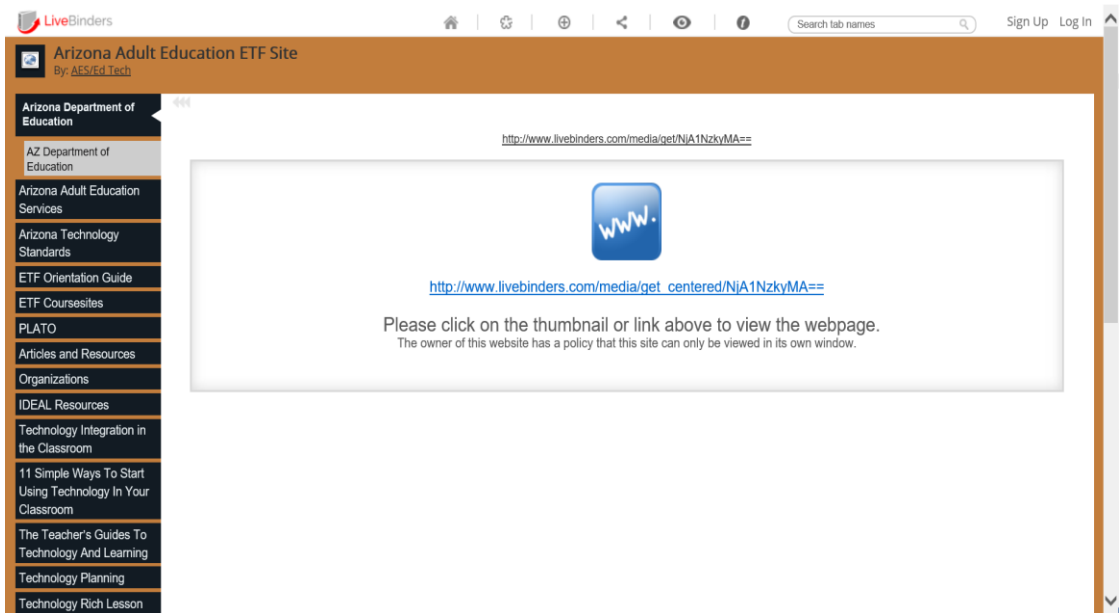 LiveBinders
Search tab names
Sign Up Log In
Arizona Adult Education ETF Site
By: AES/Ed Tech
Arizona Department of
Education
AZ Department of
Education
Arizona Adult Education
Services
Arizona Technology
Standards
ETF Orientation Guide
ETF Coursesites
PLATO
Articles and Resources
Organizations
IDEAL Resources
Technology Integration in
the Classroom
11 Simple Ways To Start
Using Technology In Your
Classroom
The Teacher's Guides To
Technology And Learning
Technology Planning
Technology Rich Lesson
http://www.livebinders.com/media/get/NjA1NzkyMA==
www.
http://www.livebinders.com/media/get_centered/NjA1NzkyMA==
Please click on the thumbnail or link above to view the webpage.
The owner of this website has a policy that this site can only be viewed in its own window.